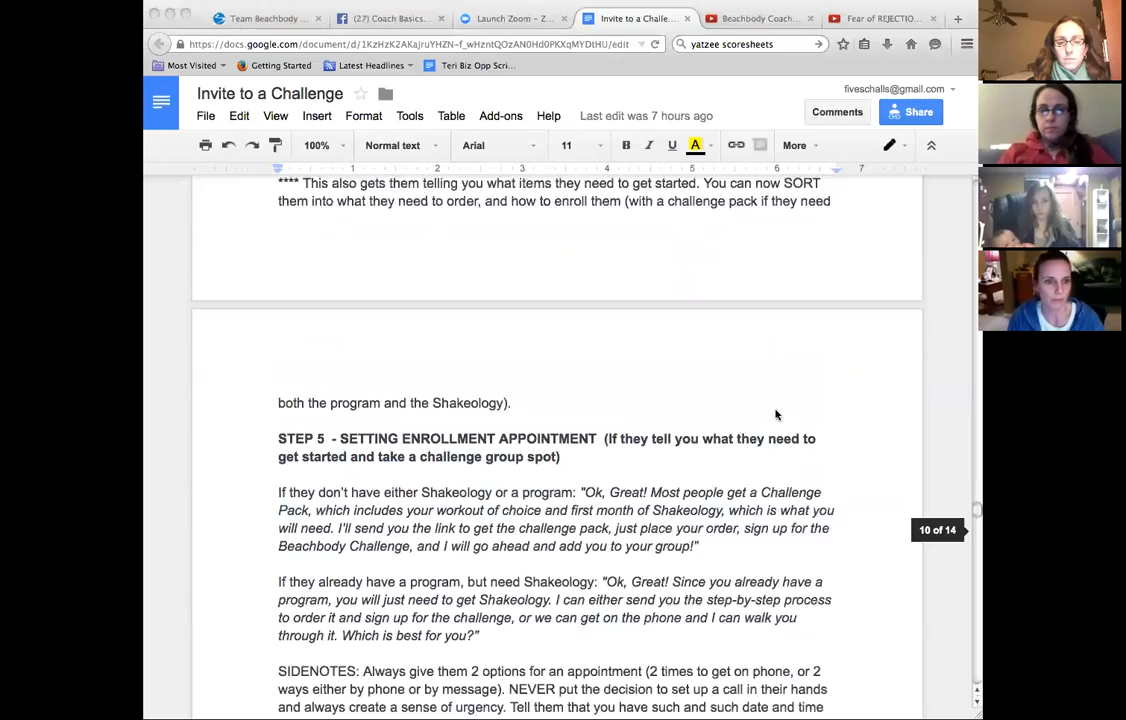 Team Beachbody ...
(27) Coach Basics...
Launch Zoom - Z...
Invite to a Challe...
Beachbody Coach...
Fear of REJECTIO...
https://docs.google.com/document/d/1KzHzK2AKajruYHZN-f_wHzntQOzAN0Hd0PKXqMYDtHU/edit
yatzee scoresheets
Most Visited
Getting Started
Latest Headlines
Teri Biz Opp Scri...
Invite to a Challenge
fiveschalls@gmail.com
File Edit View Insert Format Tools Table Add-ons Help Last edit was 7 hours ago
Comments
Share
100% Normal text Arial 11 B I U A More
1 2 3 4 5 6 7
**** This also gets them telling you what items they need to get started. You can now SORT
them into what they need to order, and how to enroll them (with a challenge pack if they need
both the program and the Shakeology).
STEP 5 - SETTING ENROLLMENT APPOINTMENT (If they tell you what they need to
get started and take a challenge group spot)
If they don't have either Shakeology or a program: "Ok, Great! Most people get a Challenge
Pack, which includes your workout of choice and first month of Shakeology, which is what you
will need. I'll send you the link to get the challenge pack, just place your order, sign up for the
Beachbody Challenge, and I will go ahead and add you to your group!"
10 of 14
If they already have a program, but need Shakeology: "Ok, Great! Since you already have a
program, you will just need to get Shakeology. I can either send you the step-by-step process
to order it and sign up for the challenge, or we can get on the phone and I can walk you
through it. Which is best for you?"
SIDENOTES: Always give them 2 options for an appointment (2 times to get on phone, or 2
ways either by phone or by message). NEVER put the decision to set up a call in their hands
and always create a sense of urgency. Tell them that you have such and such date and time